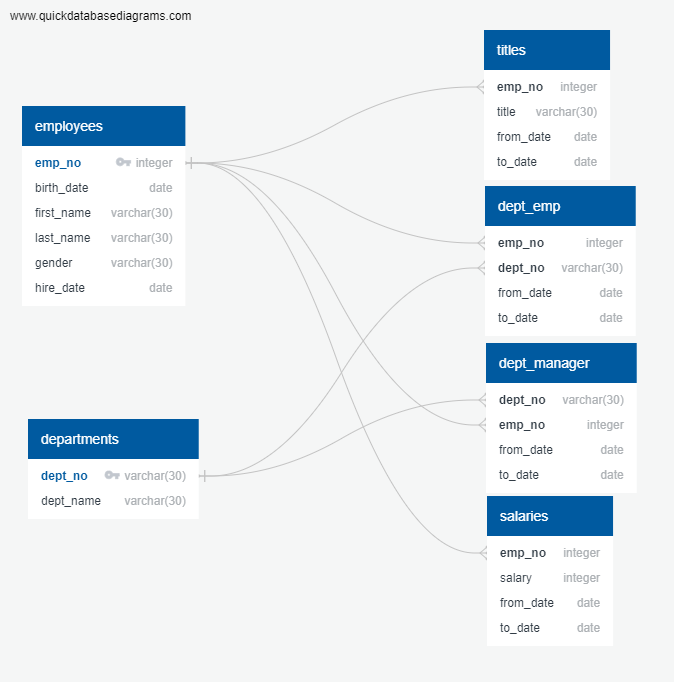 www.quickdatabasediagrams.com
employees
emp_no integer
birth_date date
first_name varchar(30)
last_name varchar(30)
gender varchar(30)
hire_date date
departments
dept_no varchar(30)
dept_name varchar(30)
titles
emp_no integer
title varchar(30)
from_date date
to_date date
dept_emp
emp_no integer
dept_no varchar(30)
from_date date
to_date date
dept_manager
dept_no varchar(30)
emp_no integer
from_date date
to_date date
salaries
emp_no integer
salary integer
from_date date
to_date date